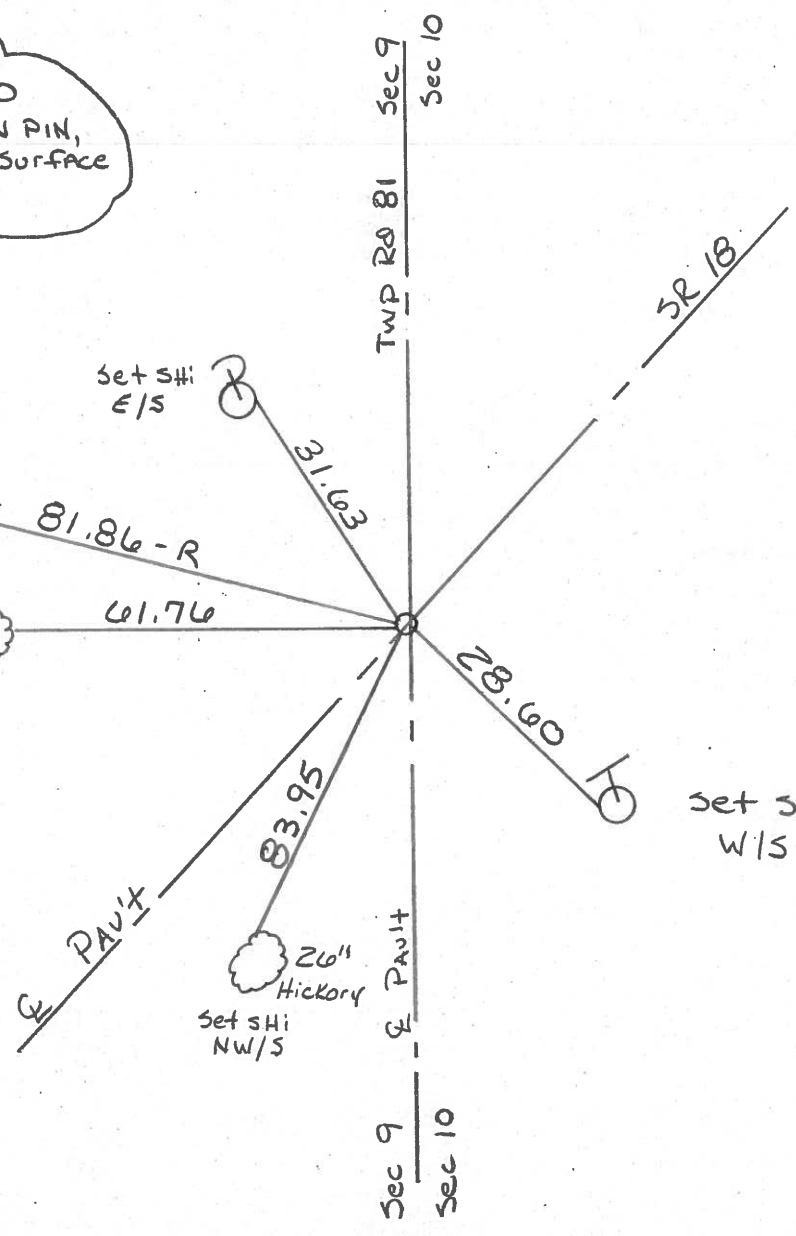 N PIN,
Surface
Sec 9
Sec 10
TWP RD 81
SR 18
Set SHi
E/S
31.63
81.86 - R
61.76
28.60
Set S
W/S
83.95
PAV't
℄
26"
Hickory
Set SHi
NW/S
℄ PAV't
Sec 9
Sec 10